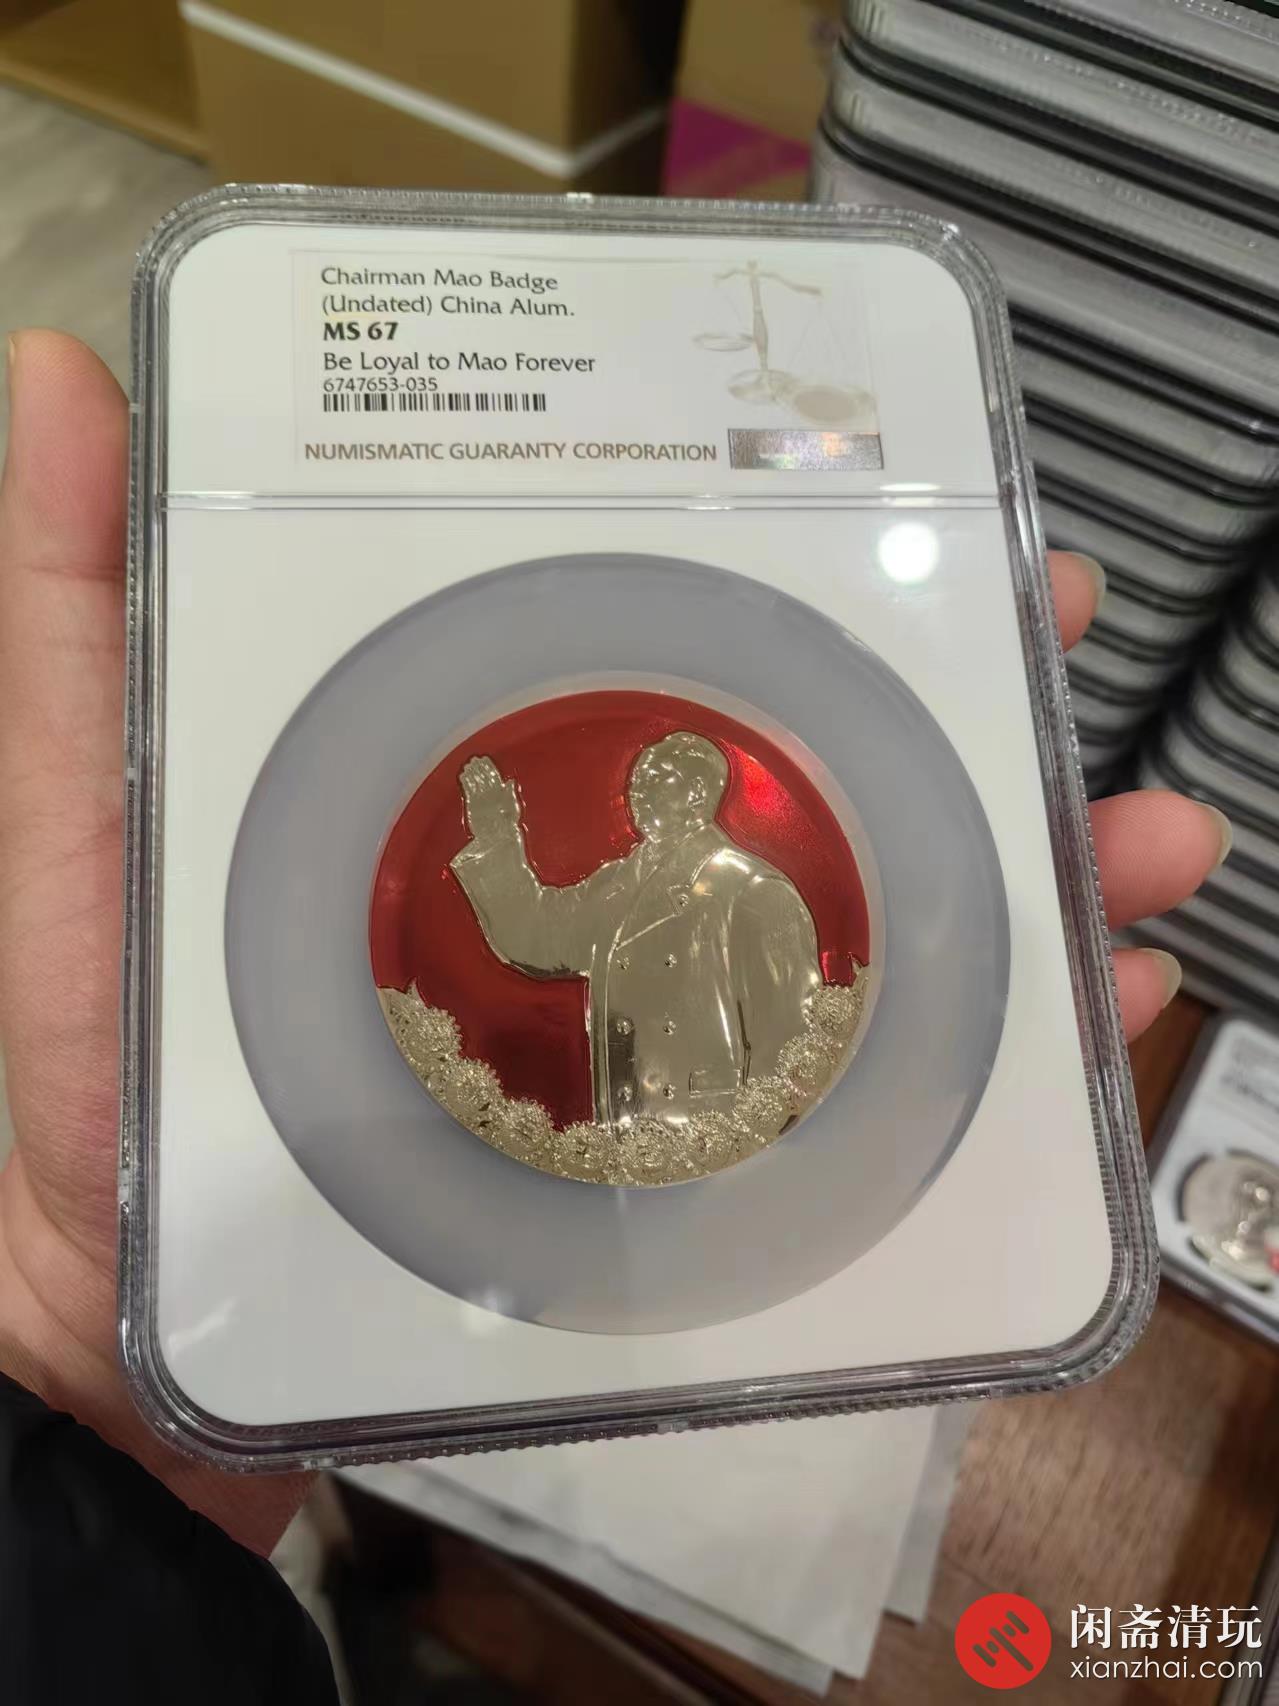 Chairman Mao Badge
(Undated) China Alum.
MS 67
Be Loyal to Mao Forever
6747653-035
NUMISMATIC GUARANTY CORPORATION
闲斋清玩
xianzhai.com